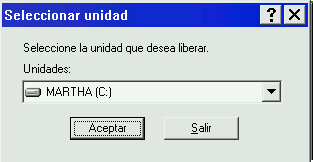 Seleccionar unidad
Seleccione la unidad que desea liberar.
Unidades:
MARTHA (C:)
Aceptar Salir